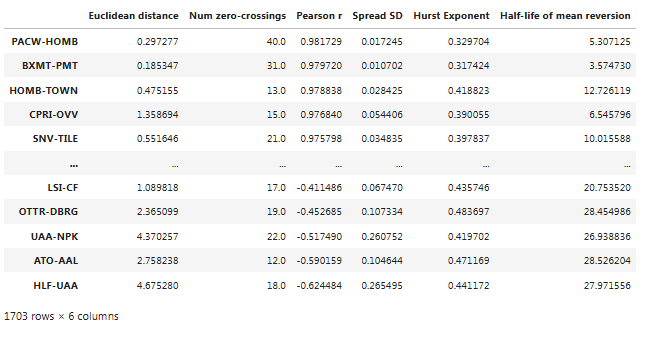 Euclidean distance Num zero-crossings Pearson r Spread SD Hurst Exponent Half-life of mean reversion
PACW-HOMB 0.297277 40.0 0.981729 0.017245 0.329704 5.307125
BXMT-PMT 0.185347 31.0 0.979720 0.010702 0.317424 3.574730
HOMB-TOWN 0.475155 13.0 0.978838 0.028425 0.418823 12.726119
CPRI-OVV 1.358694 15.0 0.976840 0.054406 0.390055 6.545796
SNV-TILE 0.551646 21.0 0.975798 0.034835 0.397837 10.015588
... ... ... ... ... ... ...
LSI-CF 1.089818 17.0 -0.411486 0.067470 0.435746 20.753520
OTTR-DBRG 2.365099 19.0 -0.452685 0.107334 0.483697 28.454986
UAA-NPK 4.370257 22.0 -0.517490 0.260752 0.419702 26.938836
ATO-AAL 2.758238 12.0 -0.590159 0.104644 0.471169 28.526204
HLF-UAA 4.675280 18.0 -0.624484 0.265495 0.441172 27.971556
1703 rows × 6 columns